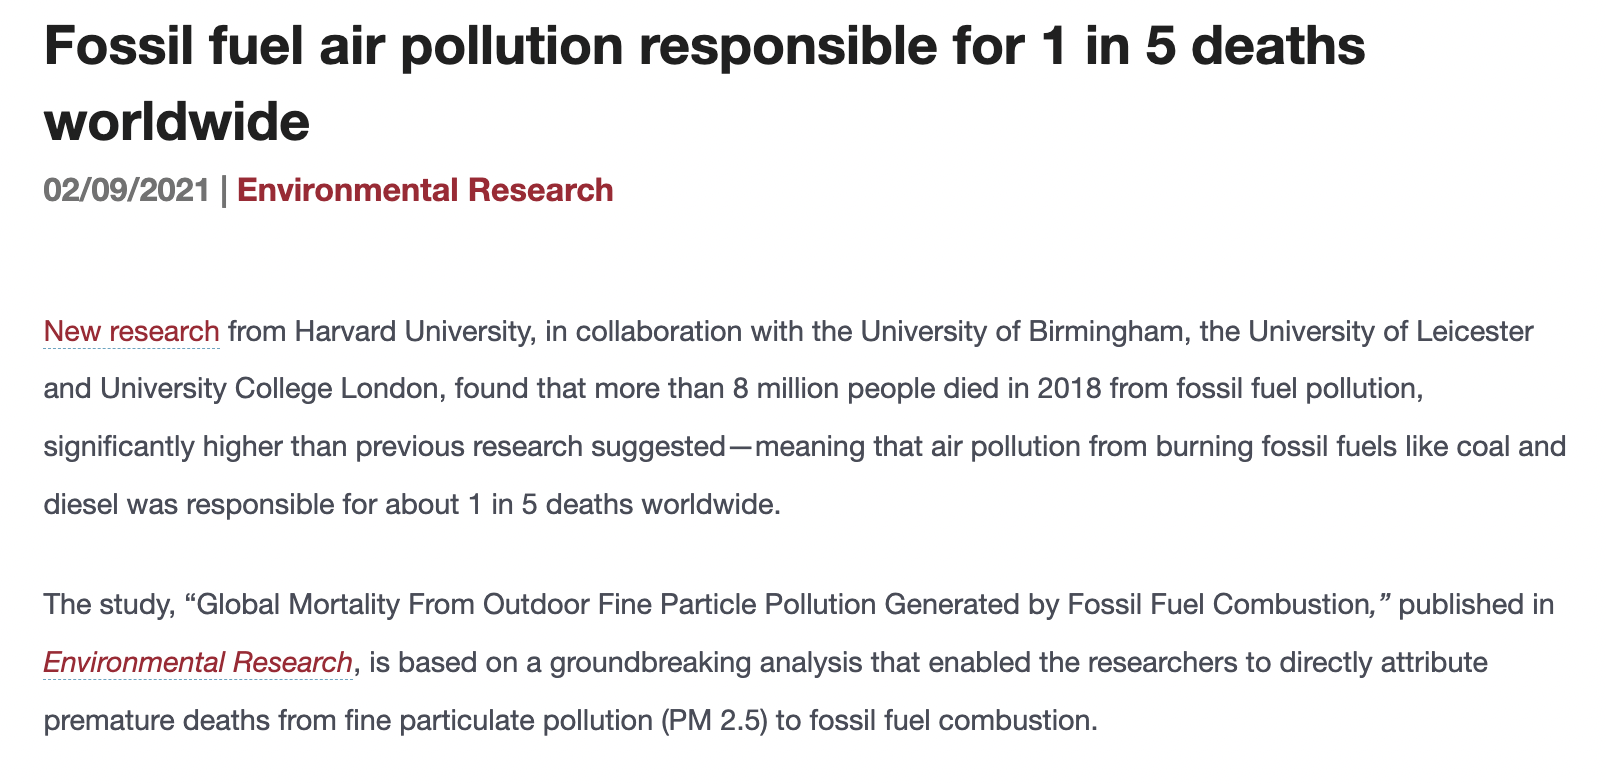 Fossil fuel air pollution responsible for 1 in 5 deaths
worldwide
02/09/2021 | Environmental Research
New research from Harvard University, in collaboration with the University of Birmingham, the University of Leicester
and University College London, found that more than 8 million people died in 2018 from fossil fuel pollution,
significantly higher than previous research suggested—meaning that air pollution from burning fossil fuels like coal and
diesel was responsible for about 1 in 5 deaths worldwide.
The study, “Global Mortality From Outdoor Fine Particle Pollution Generated by Fossil Fuel Combustion,” published in
Environmental Research, is based on a groundbreaking analysis that enabled the researchers to directly attribute
premature deaths from fine particulate pollution (PM 2.5) to fossil fuel combustion.